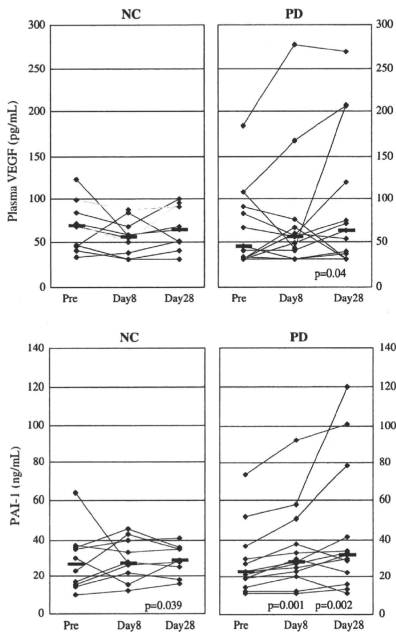 NC PD
300 300
250 250
200 200
150 150
100 100
50 50
0 0
Plasma VEGF (pg/mL)
p=0.04
Pre Day8 Day28 Pre Day8 Day28
NC PD
140 140
120 120
100 100
80 80
60 60
40 40
20 20
0 0
PAI-1 (ng/mL)
p=0.039 p=0.001 p=0.002
Pre Day8 Day28 Pre Day8 Day28